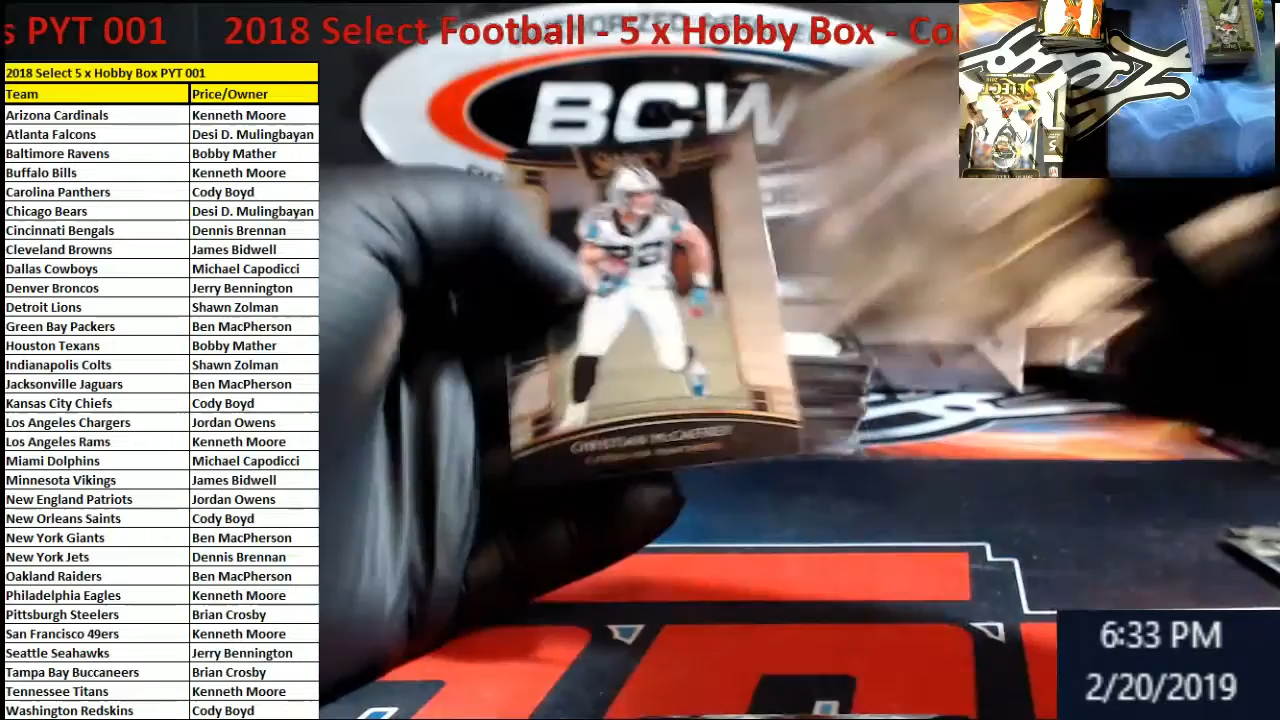 s PYT 001 2018 Select Football - 5 x Hobby Box - Co
2018 Select 5 x Hobby Box PYT 001
Team Price/Owner
Arizona Cardinals Kenneth Moore
Atlanta Falcons Desi D. Mulingbayan
Baltimore Ravens Bobby Mather
Buffalo Bills Kenneth Moore
Carolina Panthers Cody Boyd
Chicago Bears Desi D. Mulingbayan
Cincinnati Bengals Dennis Brennan
Cleveland Browns James Bidwell
Dallas Cowboys Michael Capodicci
Denver Broncos Jerry Bennington
Detroit Lions Shawn Zolman
Green Bay Packers Ben MacPherson
Houston Texans Bobby Mather
Indianapolis Colts Shawn Zolman
Jacksonville Jaguars Ben MacPherson
Kansas City Chiefs Cody Boyd
Los Angeles Chargers Jordan Owens
Los Angeles Rams Kenneth Moore
Miami Dolphins Michael Capodicci
Minnesota Vikings James Bidwell
New England Patriots Jordan Owens
New Orleans Saints Cody Boyd
New York Giants Ben MacPherson
New York Jets Dennis Brennan
Oakland Raiders Ben MacPherson
Philadelphia Eagles Kenneth Moore
Pittsburgh Steelers Brian Crosby
San Francisco 49ers Kenneth Moore
Seattle Seahawks Jerry Bennington
Tampa Bay Buccaneers Brian Crosby
Tennessee Titans Kenneth Moore
Washington Redskins Cody Boyd
BCW
CHRISTIAN McCAFFREY
SELECT
6:33 PM
2/20/2019